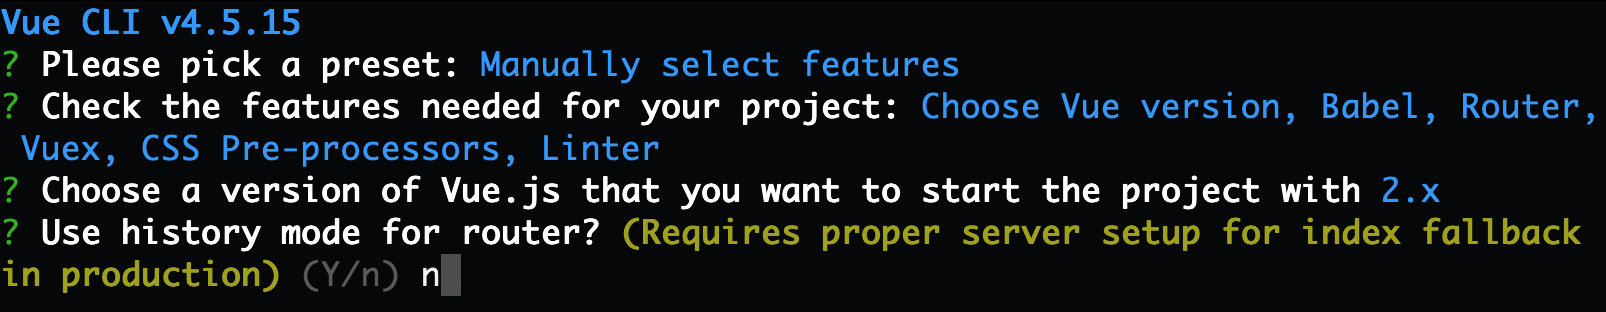 Vue CLI v4.5.15
? Please pick a preset: Manually select features
? Check the features needed for your project: Choose Vue version, Babel, Router,
Vuex, CSS Pre-processors, Linter
? Choose a version of Vue.js that you want to start the project with 2.x
? Use history mode for router? (Requires proper server setup for index fallback
in production) (Y/n) n